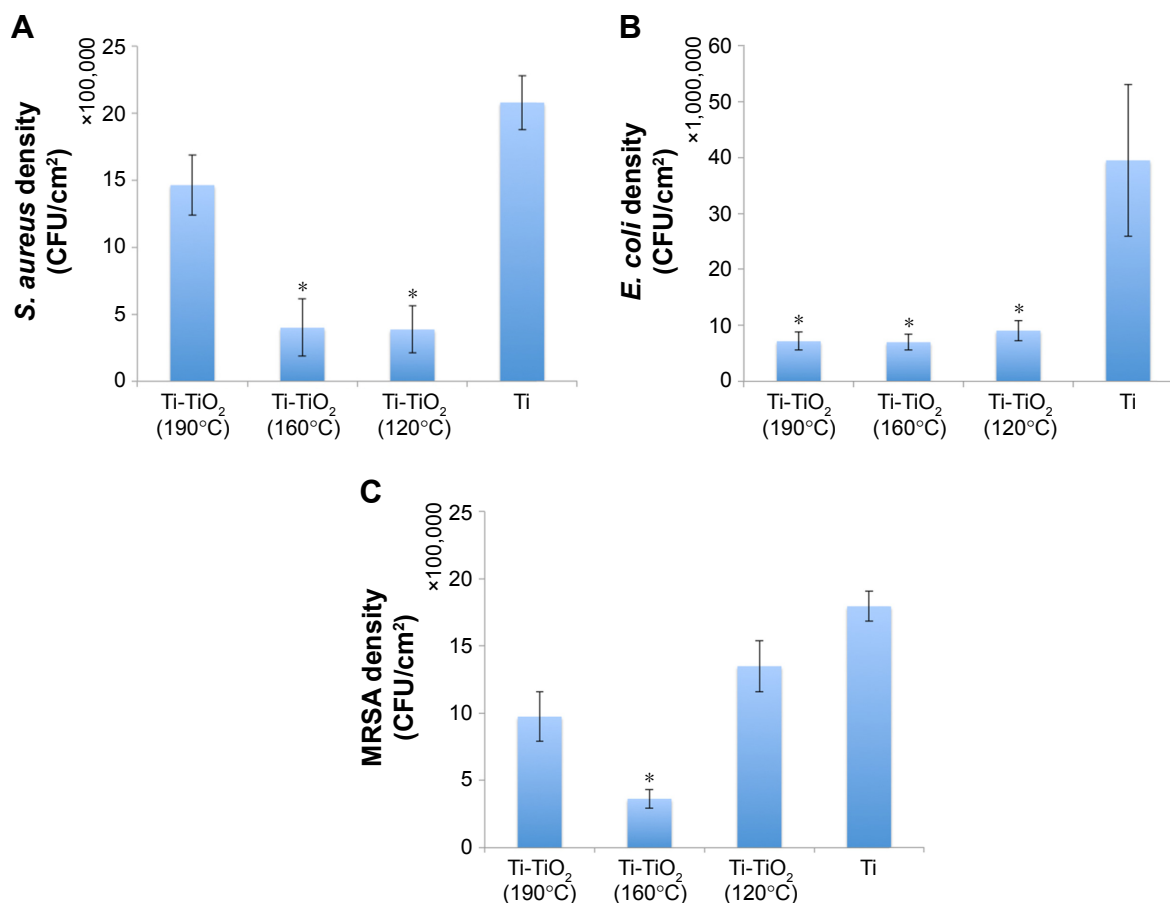 A
S. aureus density
(CFU/cm²)
×100,000
25
20
15
10
5
0
*
*
Ti-TiO₂
(190°C)
Ti-TiO₂
(160°C)
Ti-TiO₂
(120°C)
Ti
B
E. coli density
(CFU/cm²)
×1,000,000
60
50
40
30
20
10
0
*
*
*
Ti-TiO₂
(190°C)
Ti-TiO₂
(160°C)
Ti-TiO₂
(120°C)
Ti
C
MRSA density
(CFU/cm²)
×100,000
25
20
15
10
5
0
*
Ti-TiO₂
(190°C)
Ti-TiO₂
(160°C)
Ti-TiO₂
(120°C)
Ti